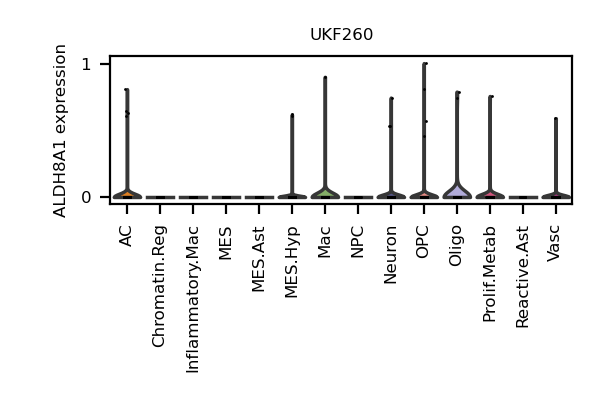 UKF260
ALDH8A1 expression
1
0
AC
Chromatin.Reg
Inflammatory.Mac
MES
MES.Ast
MES.Hyp
Mac
NPC
Neuron
OPC
Oligo
Prolif.Metab
Reactive.Ast
Vasc